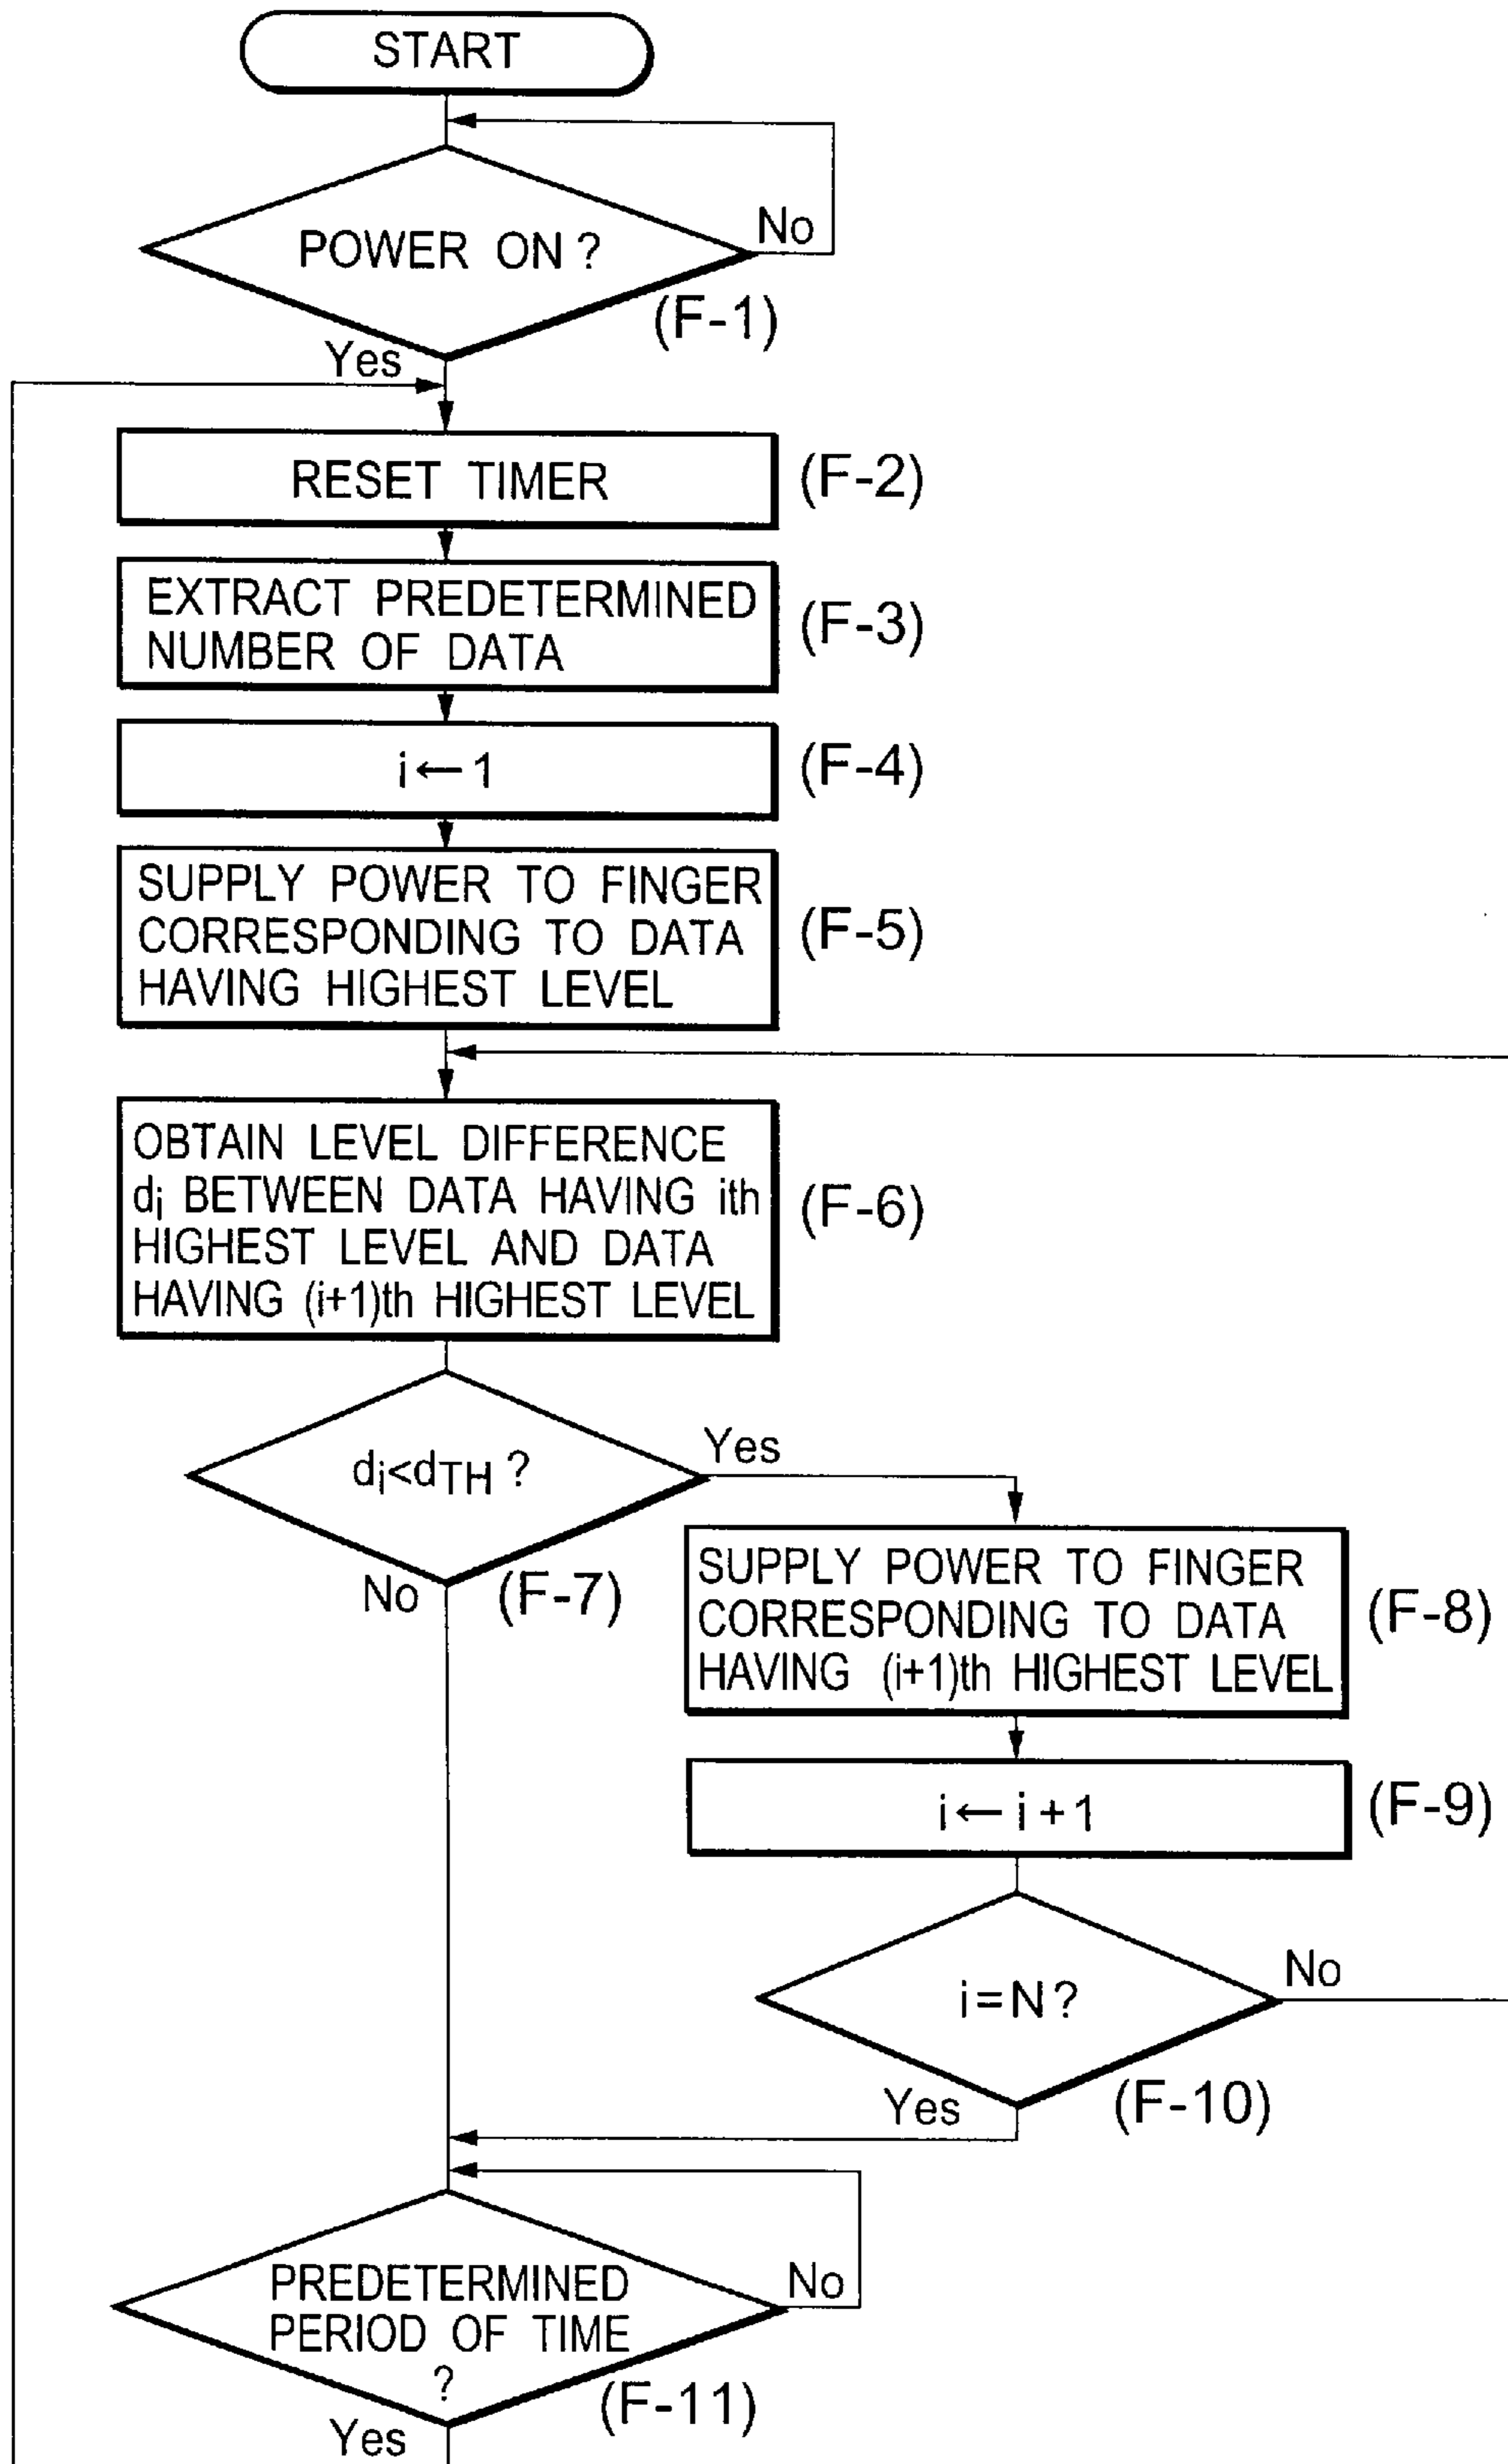 START
POWER ON ?
No
(F-1)
Yes
RESET TIMER
(F-2)
EXTRACT PREDETERMINED
NUMBER OF DATA
(F-3)
i ← 1
(F-4)
SUPPLY POWER TO FINGER
CORRESPONDING TO DATA
HAVING HIGHEST LEVEL
(F-5)
OBTAIN LEVEL DIFFERENCE
di BETWEEN DATA HAVING ith
HIGHEST LEVEL AND DATA
HAVING (i+1)th HIGHEST LEVEL
(F-6)
di<dTH ?
Yes
No
(F-7)
SUPPLY POWER TO FINGER
CORRESPONDING TO DATA
HAVING (i+1)th HIGHEST LEVEL
(F-8)
i ← i + 1
(F-9)
i = N ?
No
Yes
(F-10)
PREDETERMINED
PERIOD OF TIME
?
No
(F-11)
Yes